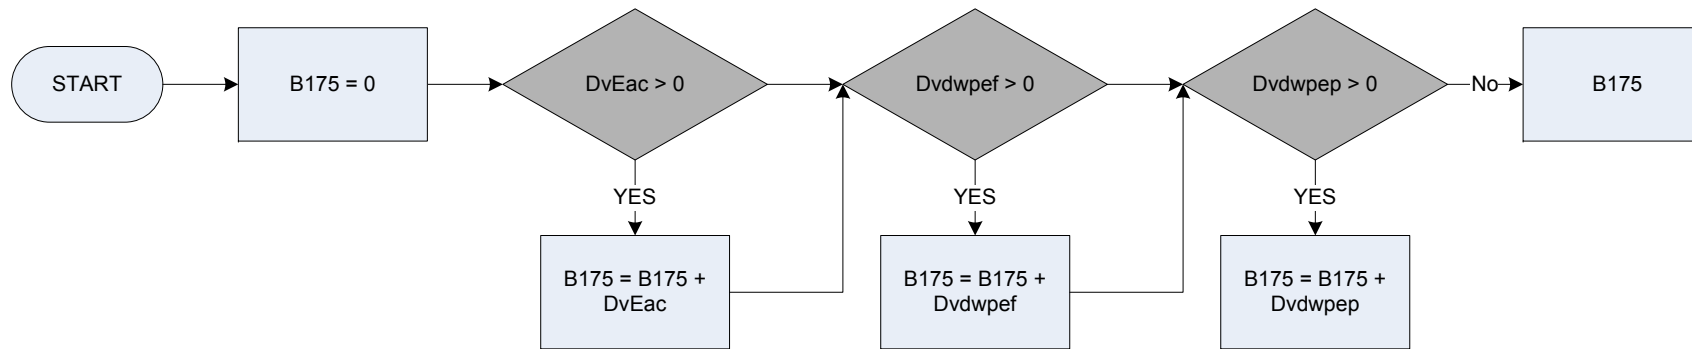 START
B175 = 0
DvEac > 0
Dvdwpef > 0
Dvdwpep > 0
No
B175
YES
YES
YES
B175 = B175 +
DvEac
B175 = B175 +
Dvdwpef
B175 = B175 +
Dvdwpep